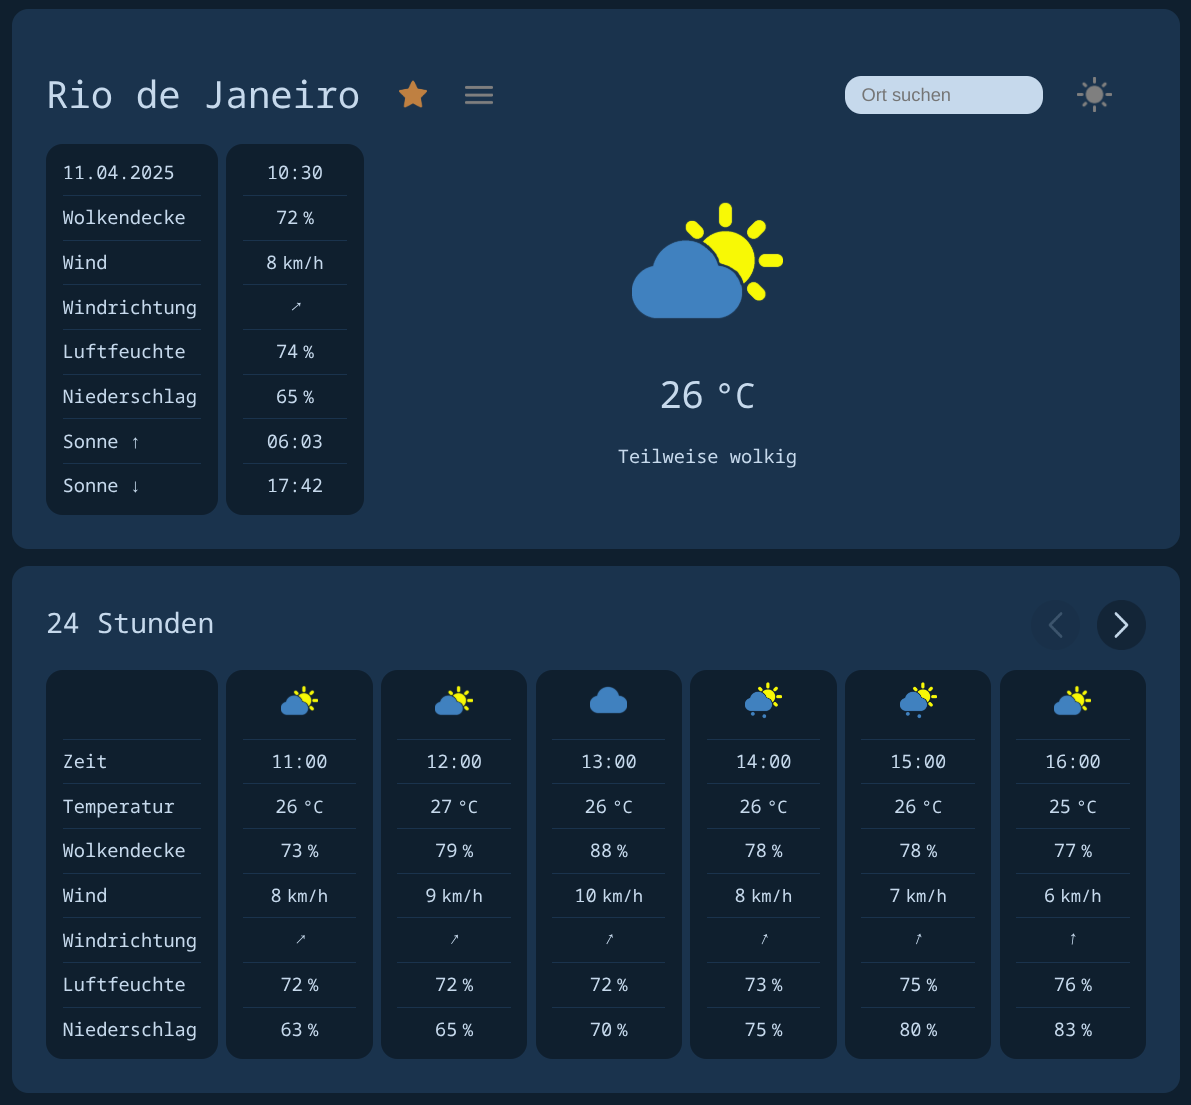 Rio de Janeiro
Ort suchen
11.04.2025 10:30
Wolkendecke 72 %
Wind 8 km/h
Windrichtung ↗
Luftfeuchte 74 %
Niederschlag 65 %
Sonne ↑ 06:03
Sonne ↓ 17:42
26 °C
Teilweise wolkig
24 Stunden
Zeit 11:00 12:00 13:00 14:00 15:00 16:00
Temperatur 26 °C 27 °C 26 °C 26 °C 26 °C 25 °C
Wolkendecke 73 % 79 % 88 % 78 % 78 % 77 %
Wind 8 km/h 9 km/h 10 km/h 8 km/h 7 km/h 6 km/h
Windrichtung ↗ ↗ ↗ ↗ ↗ ↑
Luftfeuchte 72 % 72 % 72 % 73 % 75 % 76 %
Niederschlag 63 % 65 % 70 % 75 % 80 % 83 %